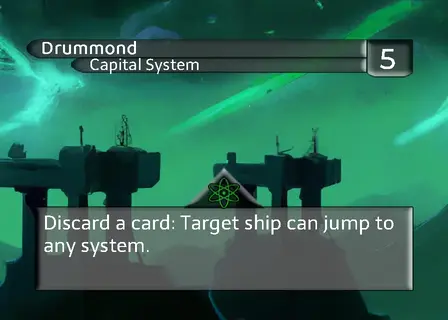 Drummond
5
Capital System
Discard a card: Target ship can jump to
any system.